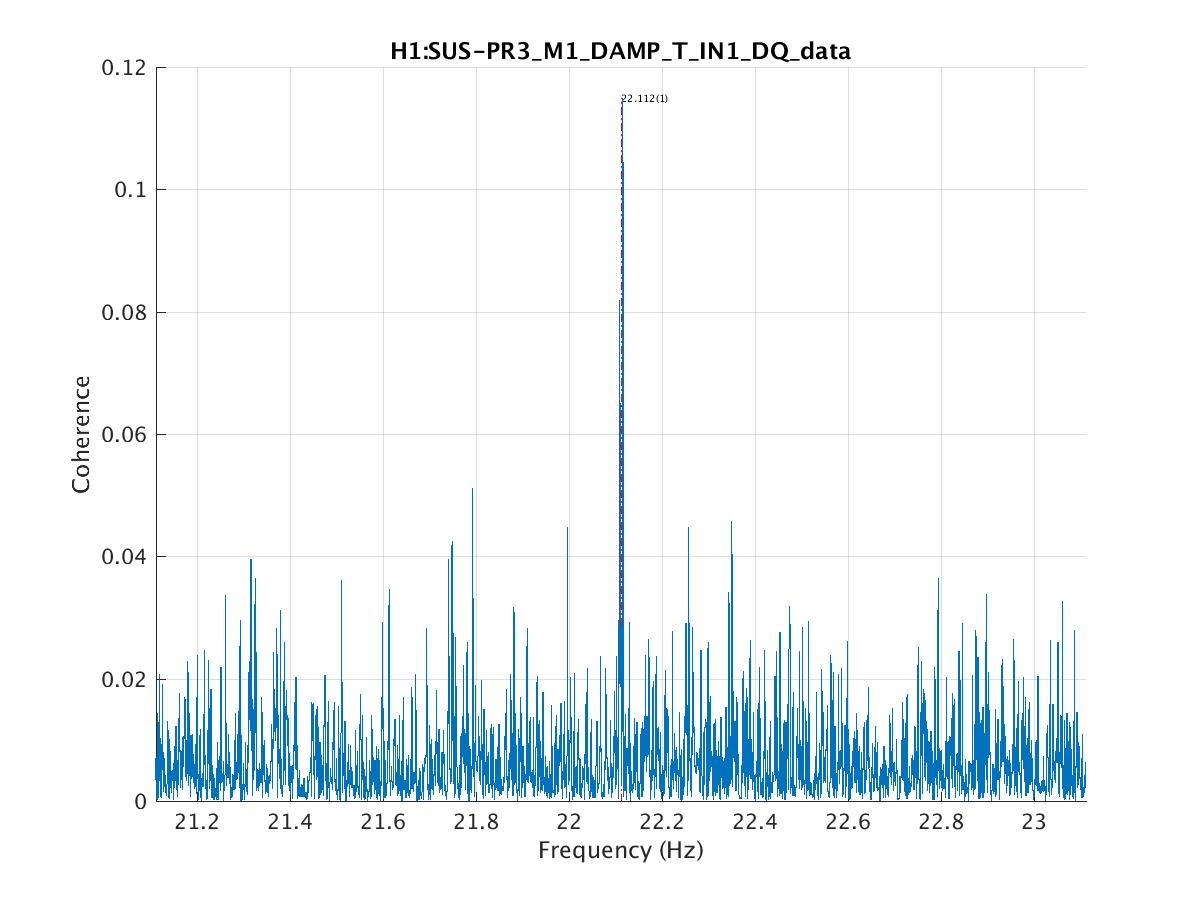 H1:SUS-PR3_M1_DAMP_T_IN1_DQ_data
0.12
22.112(1)
0.1
0.08
0.06
0.04
0.02
0
Coherence
21.2 21.4 21.6 21.8 22 22.2 22.4 22.6 22.8 23
Frequency (Hz)